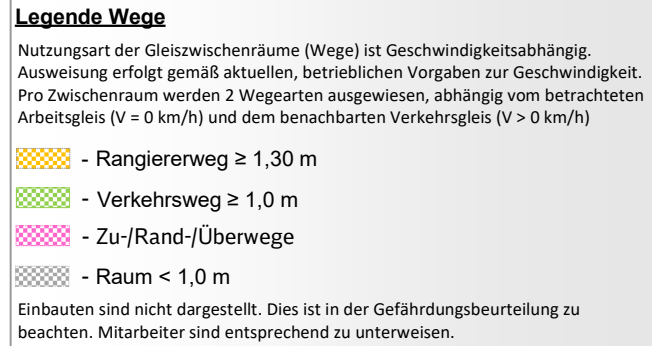 Legende Wege
Nutzungsart der Gleiszwischenräume (Wege) ist Geschwindigkeitsabhängig.
Ausweisung erfolgt gemäß aktuellen, betrieblichen Vorgaben zur Geschwindigkeit.
Pro Zwischenraum werden 2 Wegearten ausgewiesen, abhängig vom betrachteten
Arbeitsgleis (V = 0 km/h) und dem benachbarten Verkehrsgleis (V > 0 km/h)
- Rangiererweg ≥ 1,30 m
- Verkehrsweg ≥ 1,0 m
- Zu-/Rand-/Überwege
- Raum < 1,0 m
Einbauten sind nicht dargestellt. Dies ist in der Gefährdungsbeurteilung zu
beachten. Mitarbeiter sind entsprechend zu unterweisen.